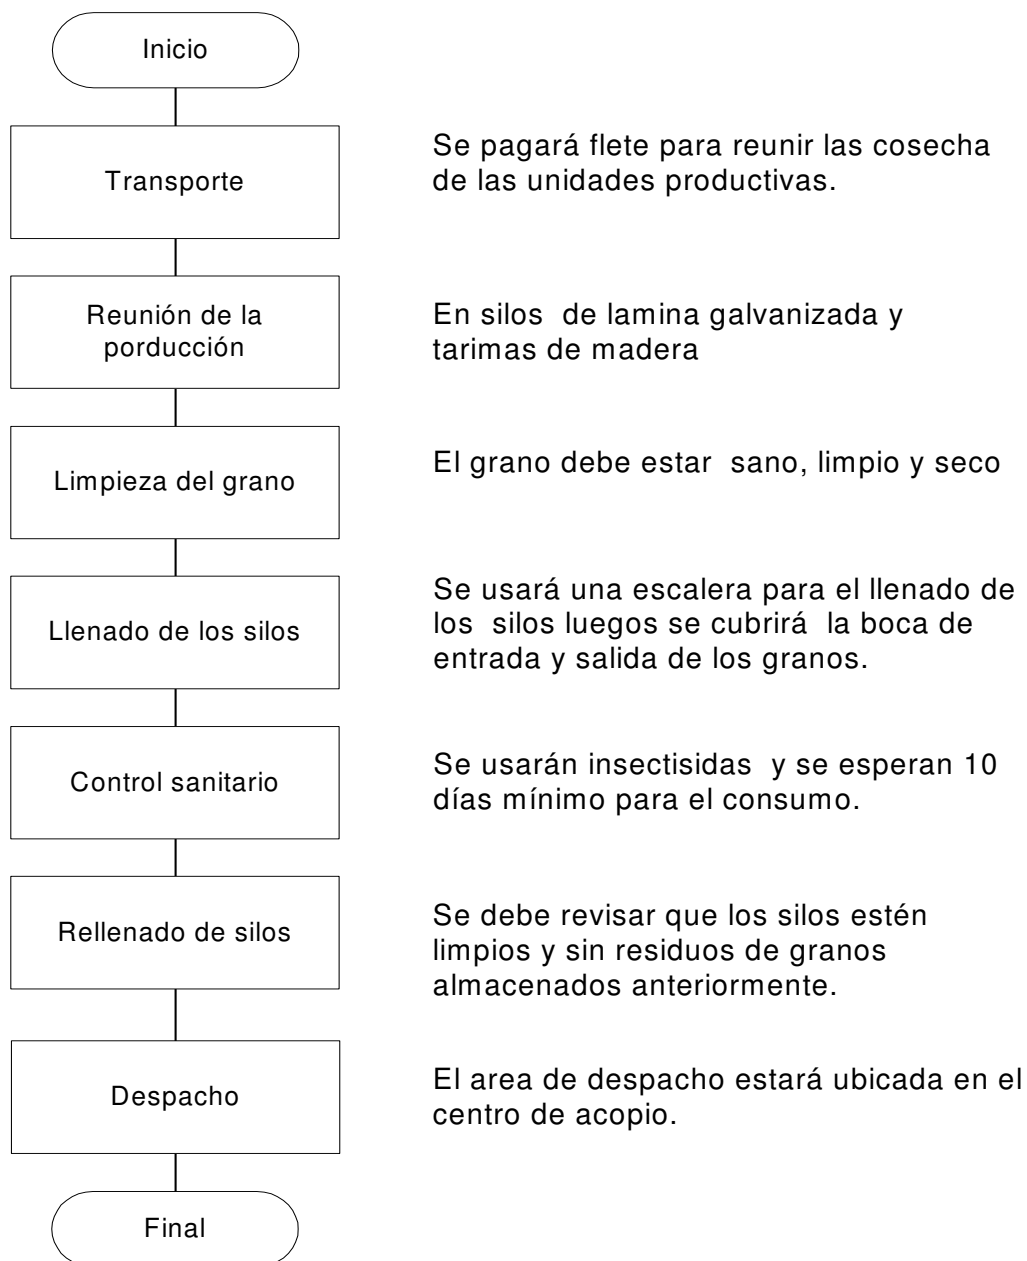 Inicio
Transporte
Se pagará flete para reunir las cosecha
de las unidades productivas.
Reunión de la
porducción
En silos de lamina galvanizada y
tarimas de madera
Limpieza del grano
El grano debe estar sano, limpio y seco
Llenado de los silos
Se usará una escalera para el llenado de
los silos luegos se cubrirá la boca de
entrada y salida de los granos.
Control sanitario
Se usarán insectisidas y se esperan 10
días mínimo para el consumo.
Rellenado de silos
Se debe revisar que los silos estén
limpios y sin residuos de granos
almacenados anteriormente.
Despacho
El area de despacho estará ubicada en el
centro de acopio.
Final